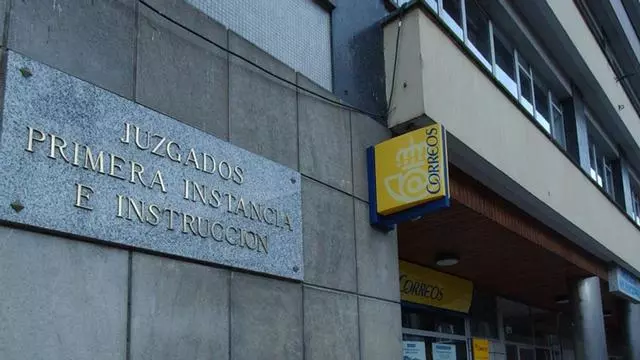 JUZGADOS
PRIMERA INSTANCIA
E INSTRUCCION
CORREOS
CORREOS